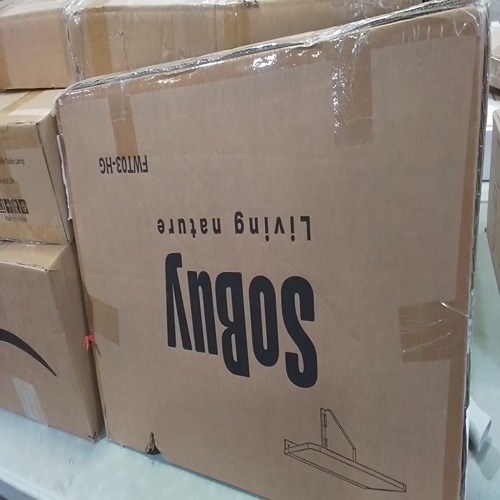 SoBuy
Living nature
FWT03-HG